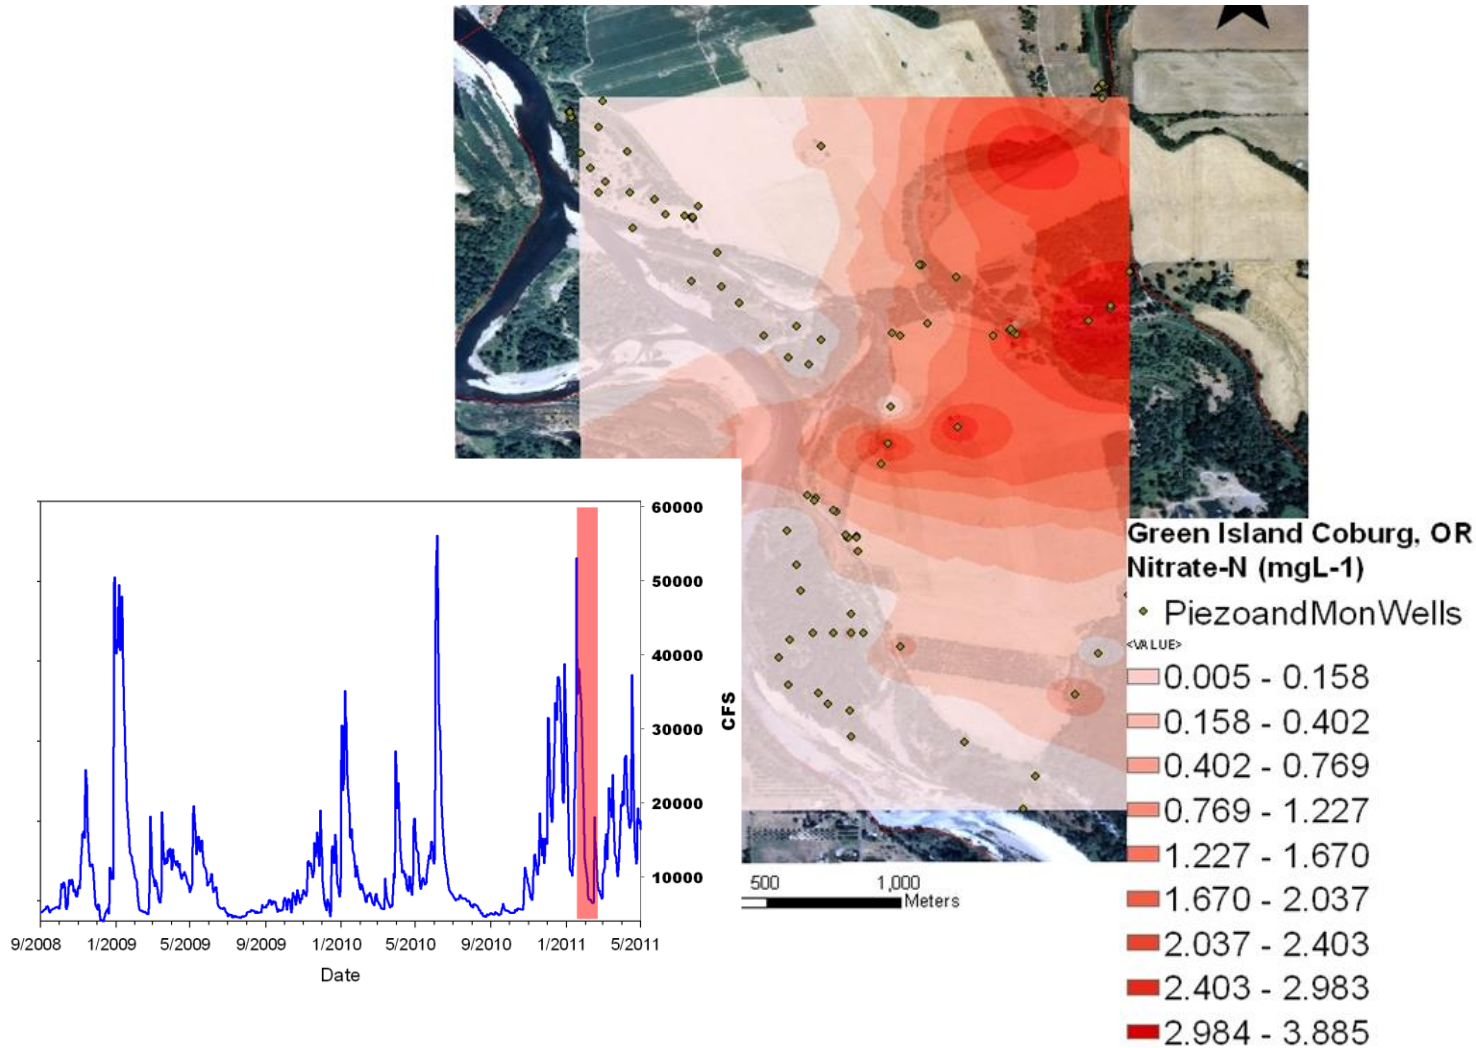 Green Island Coburg, OR
Nitrate-N (mgL-1)
PiezoandMonWells
<VALUE>
0.005 - 0.158
0.158 - 0.402
0.402 - 0.769
0.769 - 1.227
1.227 - 1.670
1.670 - 2.037
2.037 - 2.403
2.403 - 2.983
2.984 - 3.885
500 1,000
Meters
60000
50000
40000
30000
20000
10000
CFS
9/2008 1/2009 5/2009 9/2009 1/2010 5/2010 9/2010 1/2011 5/2011
Date